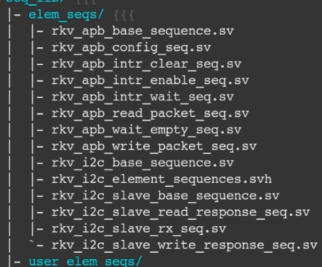 seq_lib/ {{{
|- elem_seqs/ {{{
| |- rkv_apb_base_sequence.sv
| |- rkv_apb_config_seq.sv
| |- rkv_apb_intr_clear_seq.sv
| |- rkv_apb_intr_enable_seq.sv
| |- rkv_apb_intr_wait_seq.sv
| |- rkv_apb_read_packet_seq.sv
| |- rkv_apb_wait_empty_seq.sv
| |- rkv_apb_write_packet_seq.sv
| |- rkv_i2c_base_sequence.sv
| |- rkv_i2c_element_sequences.svh
| |- rkv_i2c_slave_base_sequence.sv
| |- rkv_i2c_slave_read_response_seq.sv
| |- rkv_i2c_slave_rx_seq.sv
| `- rkv_i2c_slave_write_response_seq.sv
|- user_elem_seqs/